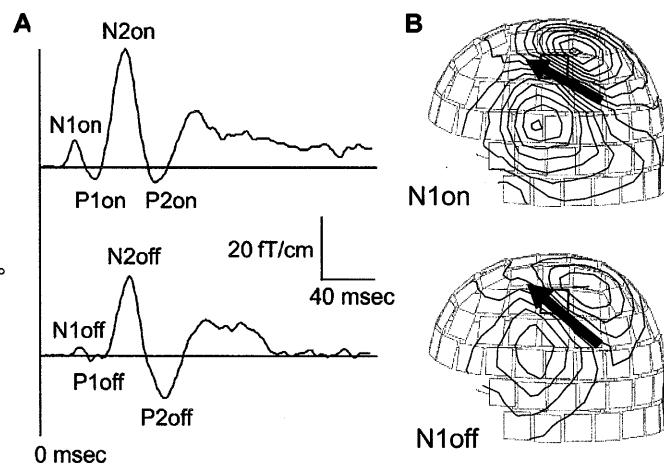 A
N2on
N1on
P1on P2on
20 fT/cm
40 msec
N2off
N1off
P1off
P2off
0 msec
B
N1on
N1off